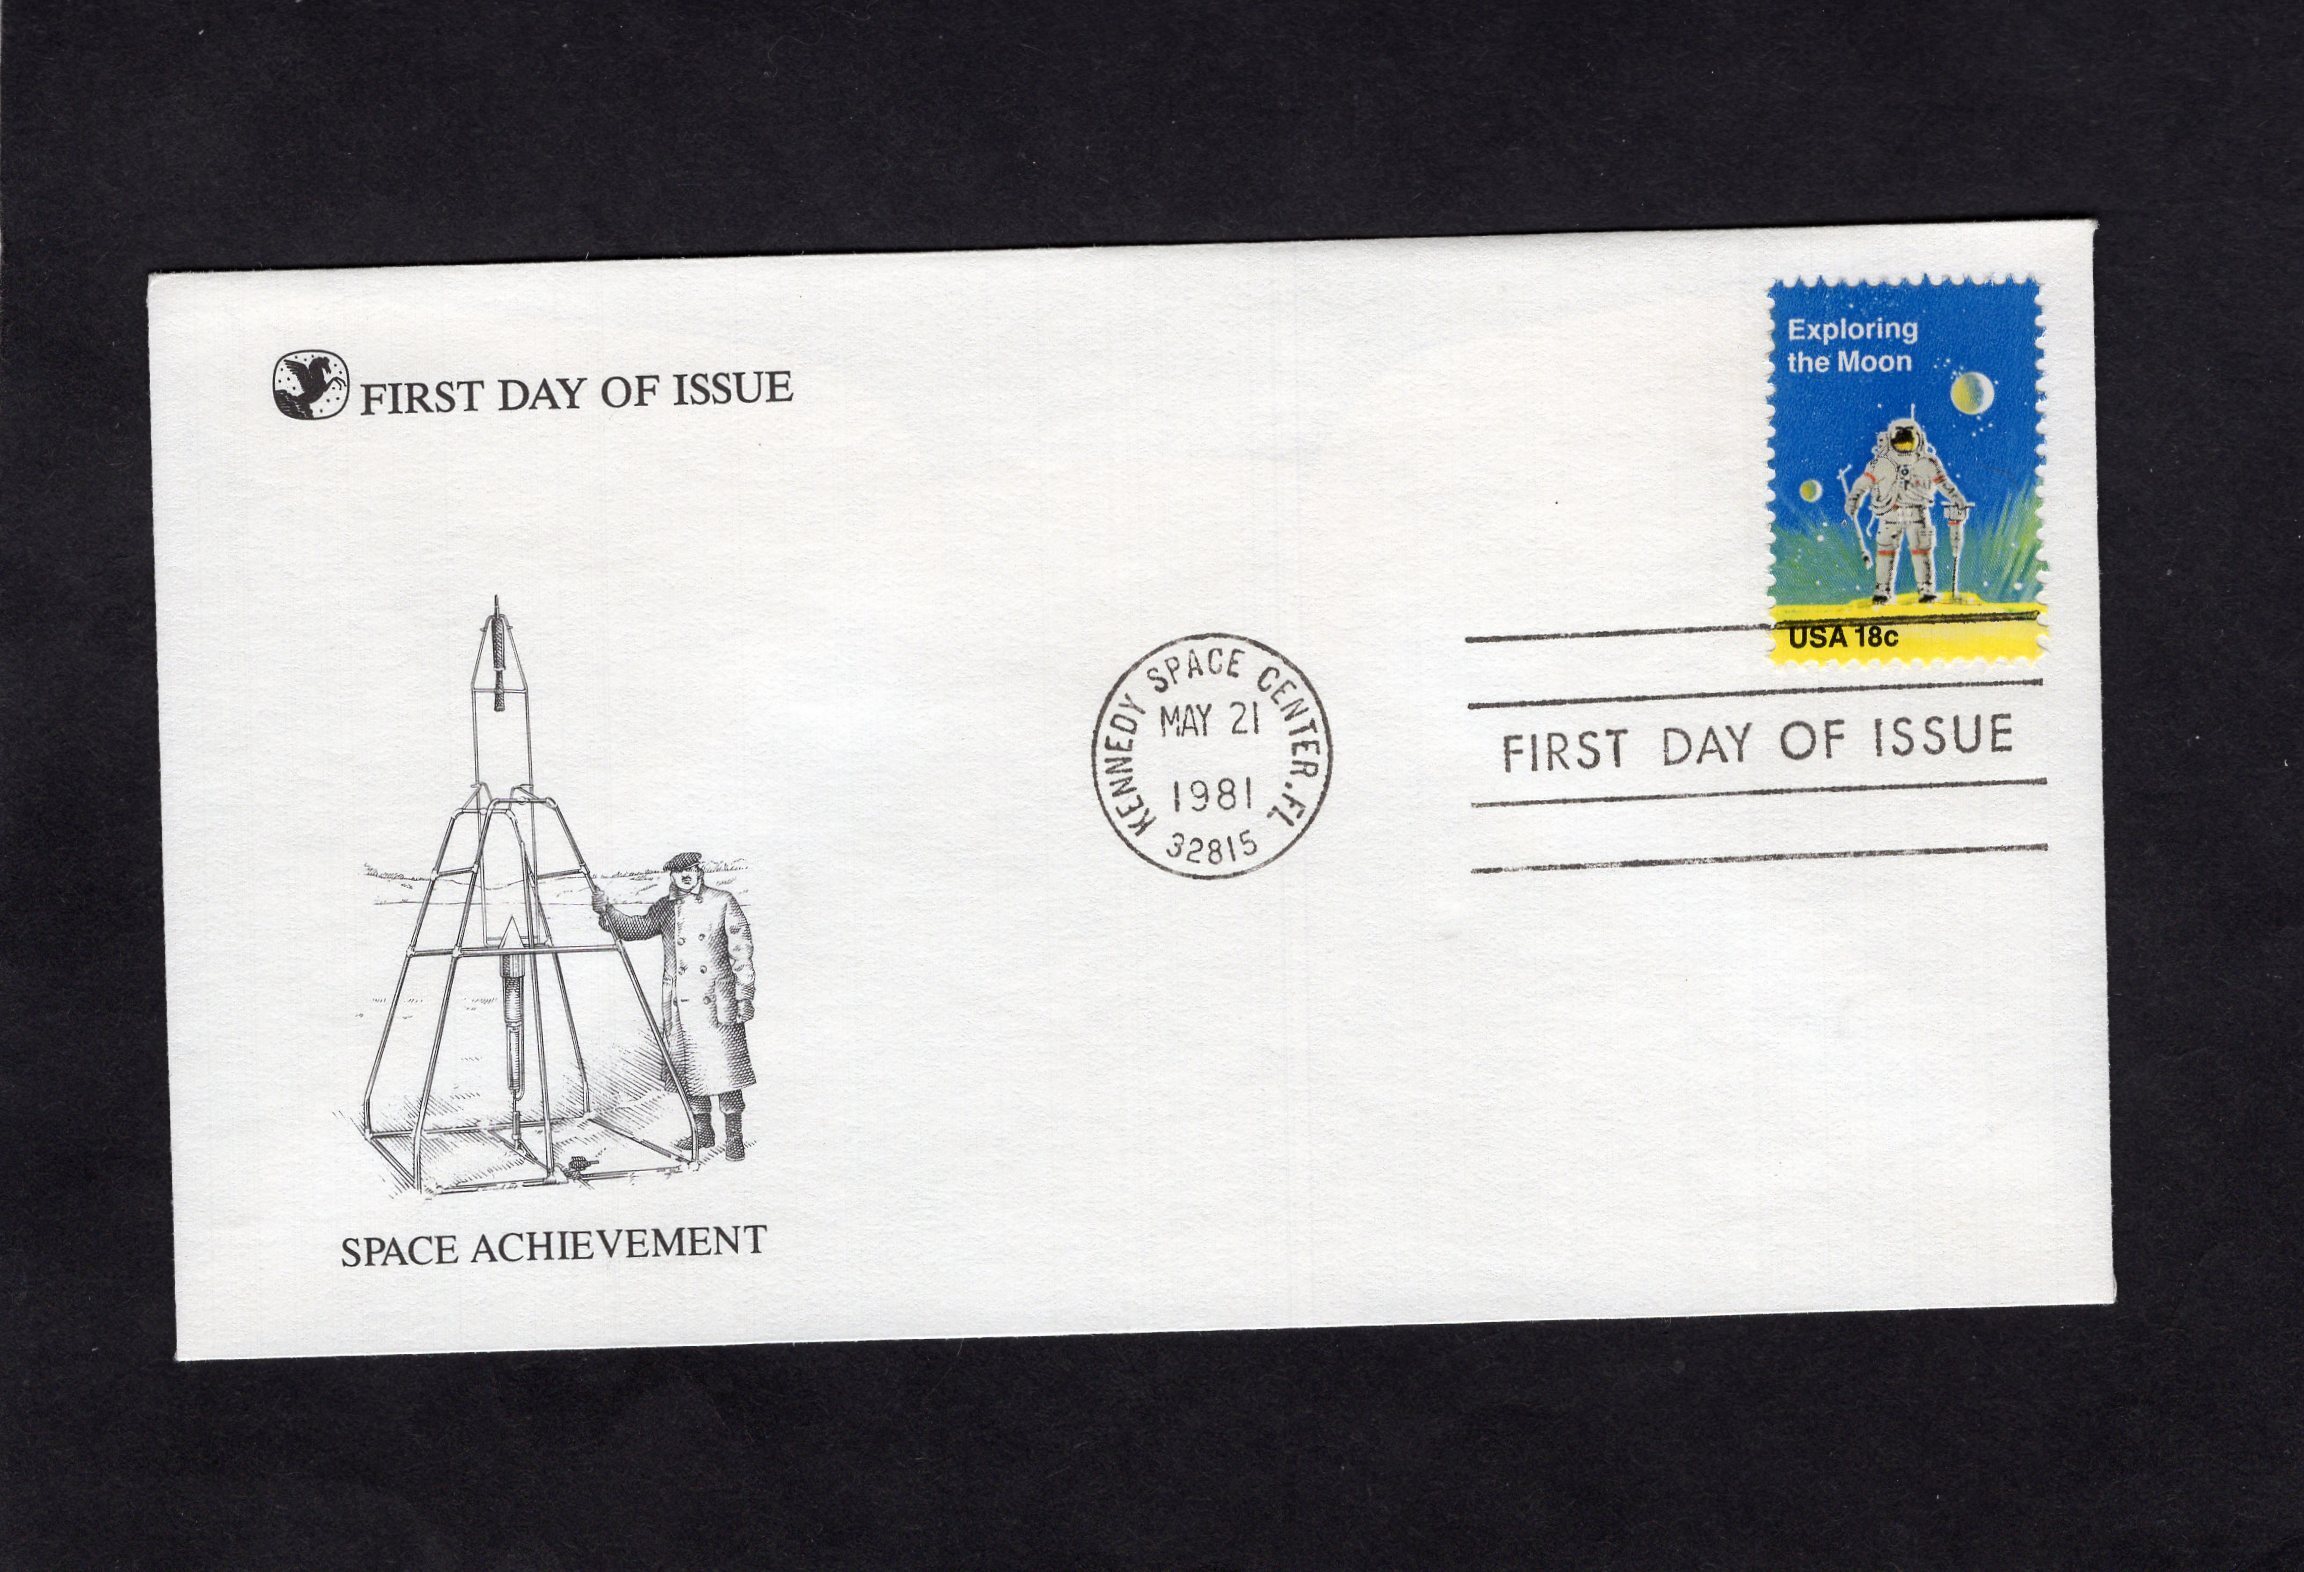 FIRST DAY OF ISSUE
Exploring
the Moon
USA 18c
KENNEDY SPACE CENTER, FL
MAY 21
1981
32815
FIRST DAY OF ISSUE
SPACE ACHIEVEMENT